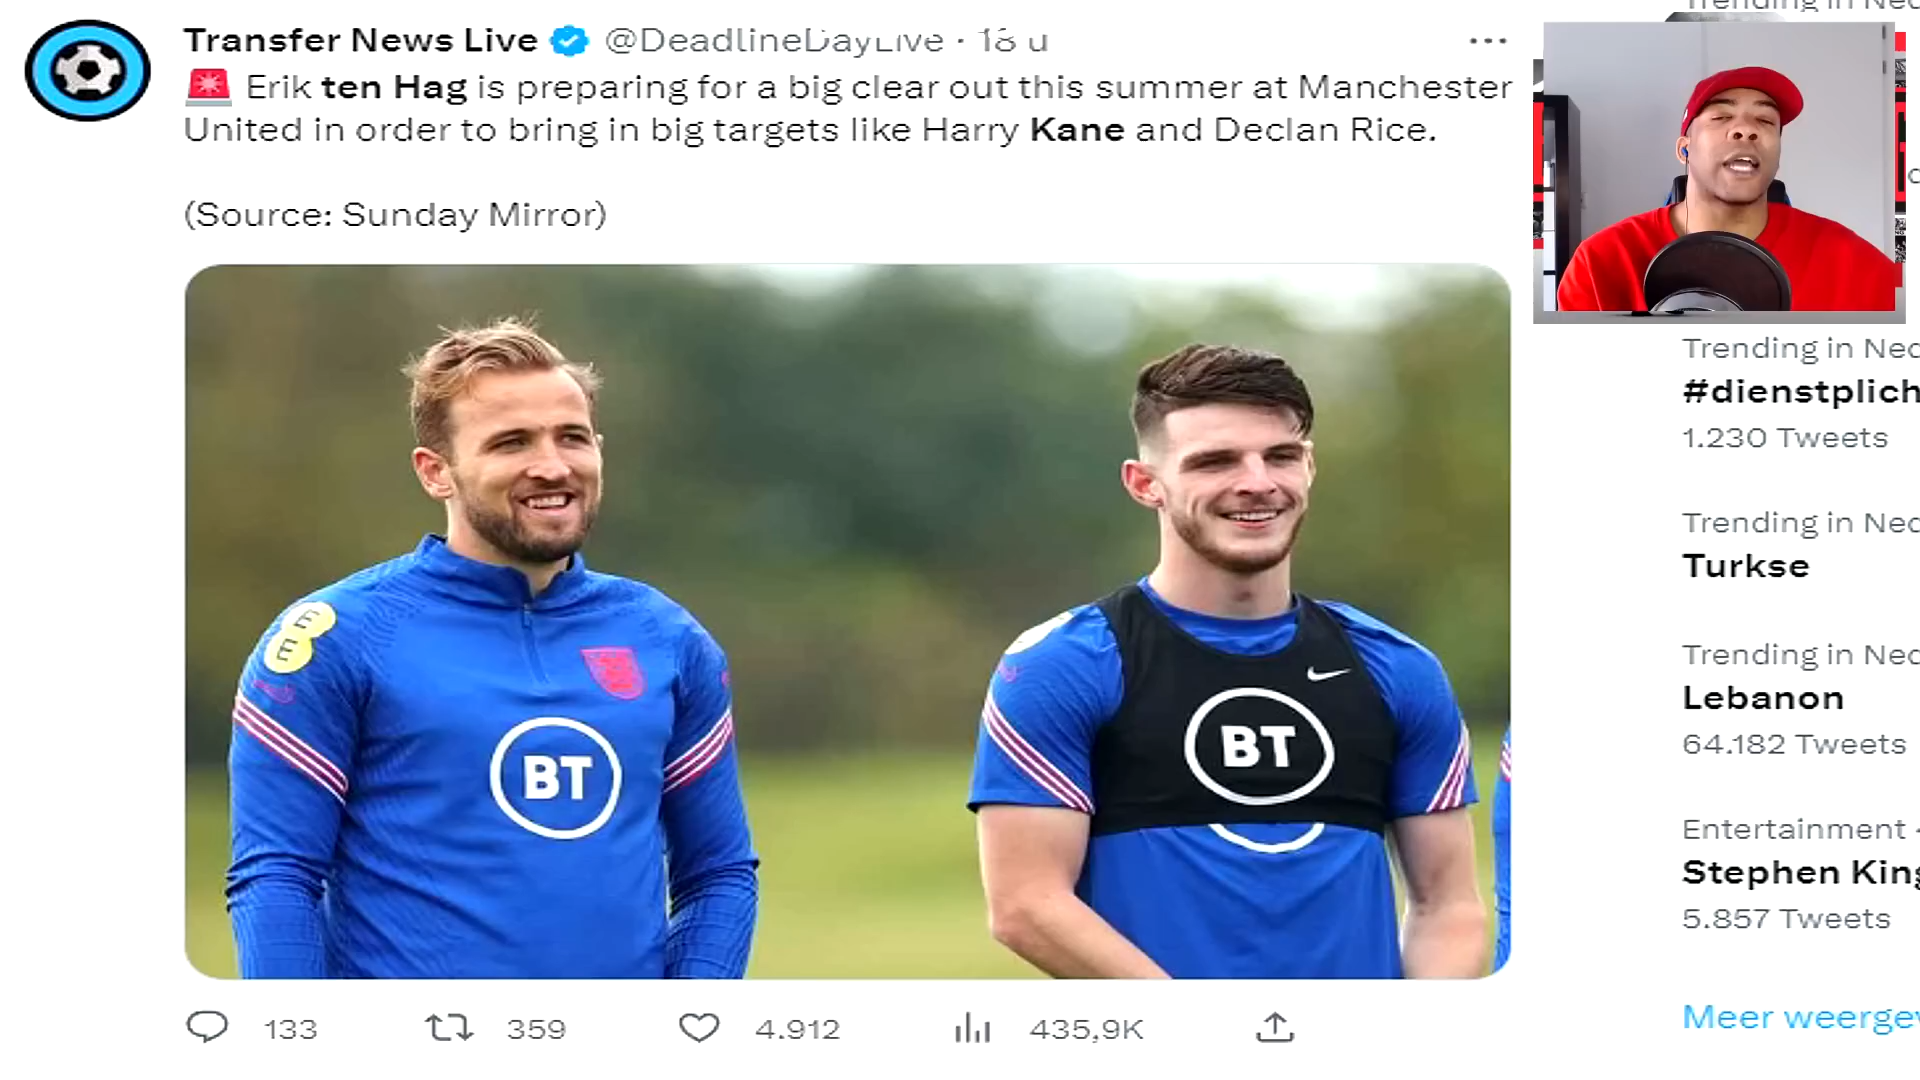 Transfer News Live @DeadlineDayLive · 18 u
Erik ten Hag is preparing for a big clear out this summer at Manchester
United in order to bring in big targets like Harry Kane and Declan Rice.
(Source: Sunday Mirror)
E
E
BT
BT
133 359 4.912 435,9K
Trending in Ned
Trending in Ned
#dienstplich
1.230 Tweets
Trending in Ned
Turkse
Trending in Ned
Lebanon
64.182 Tweets
Entertainment ·
Stephen King
5.857 Tweets
Meer weergev